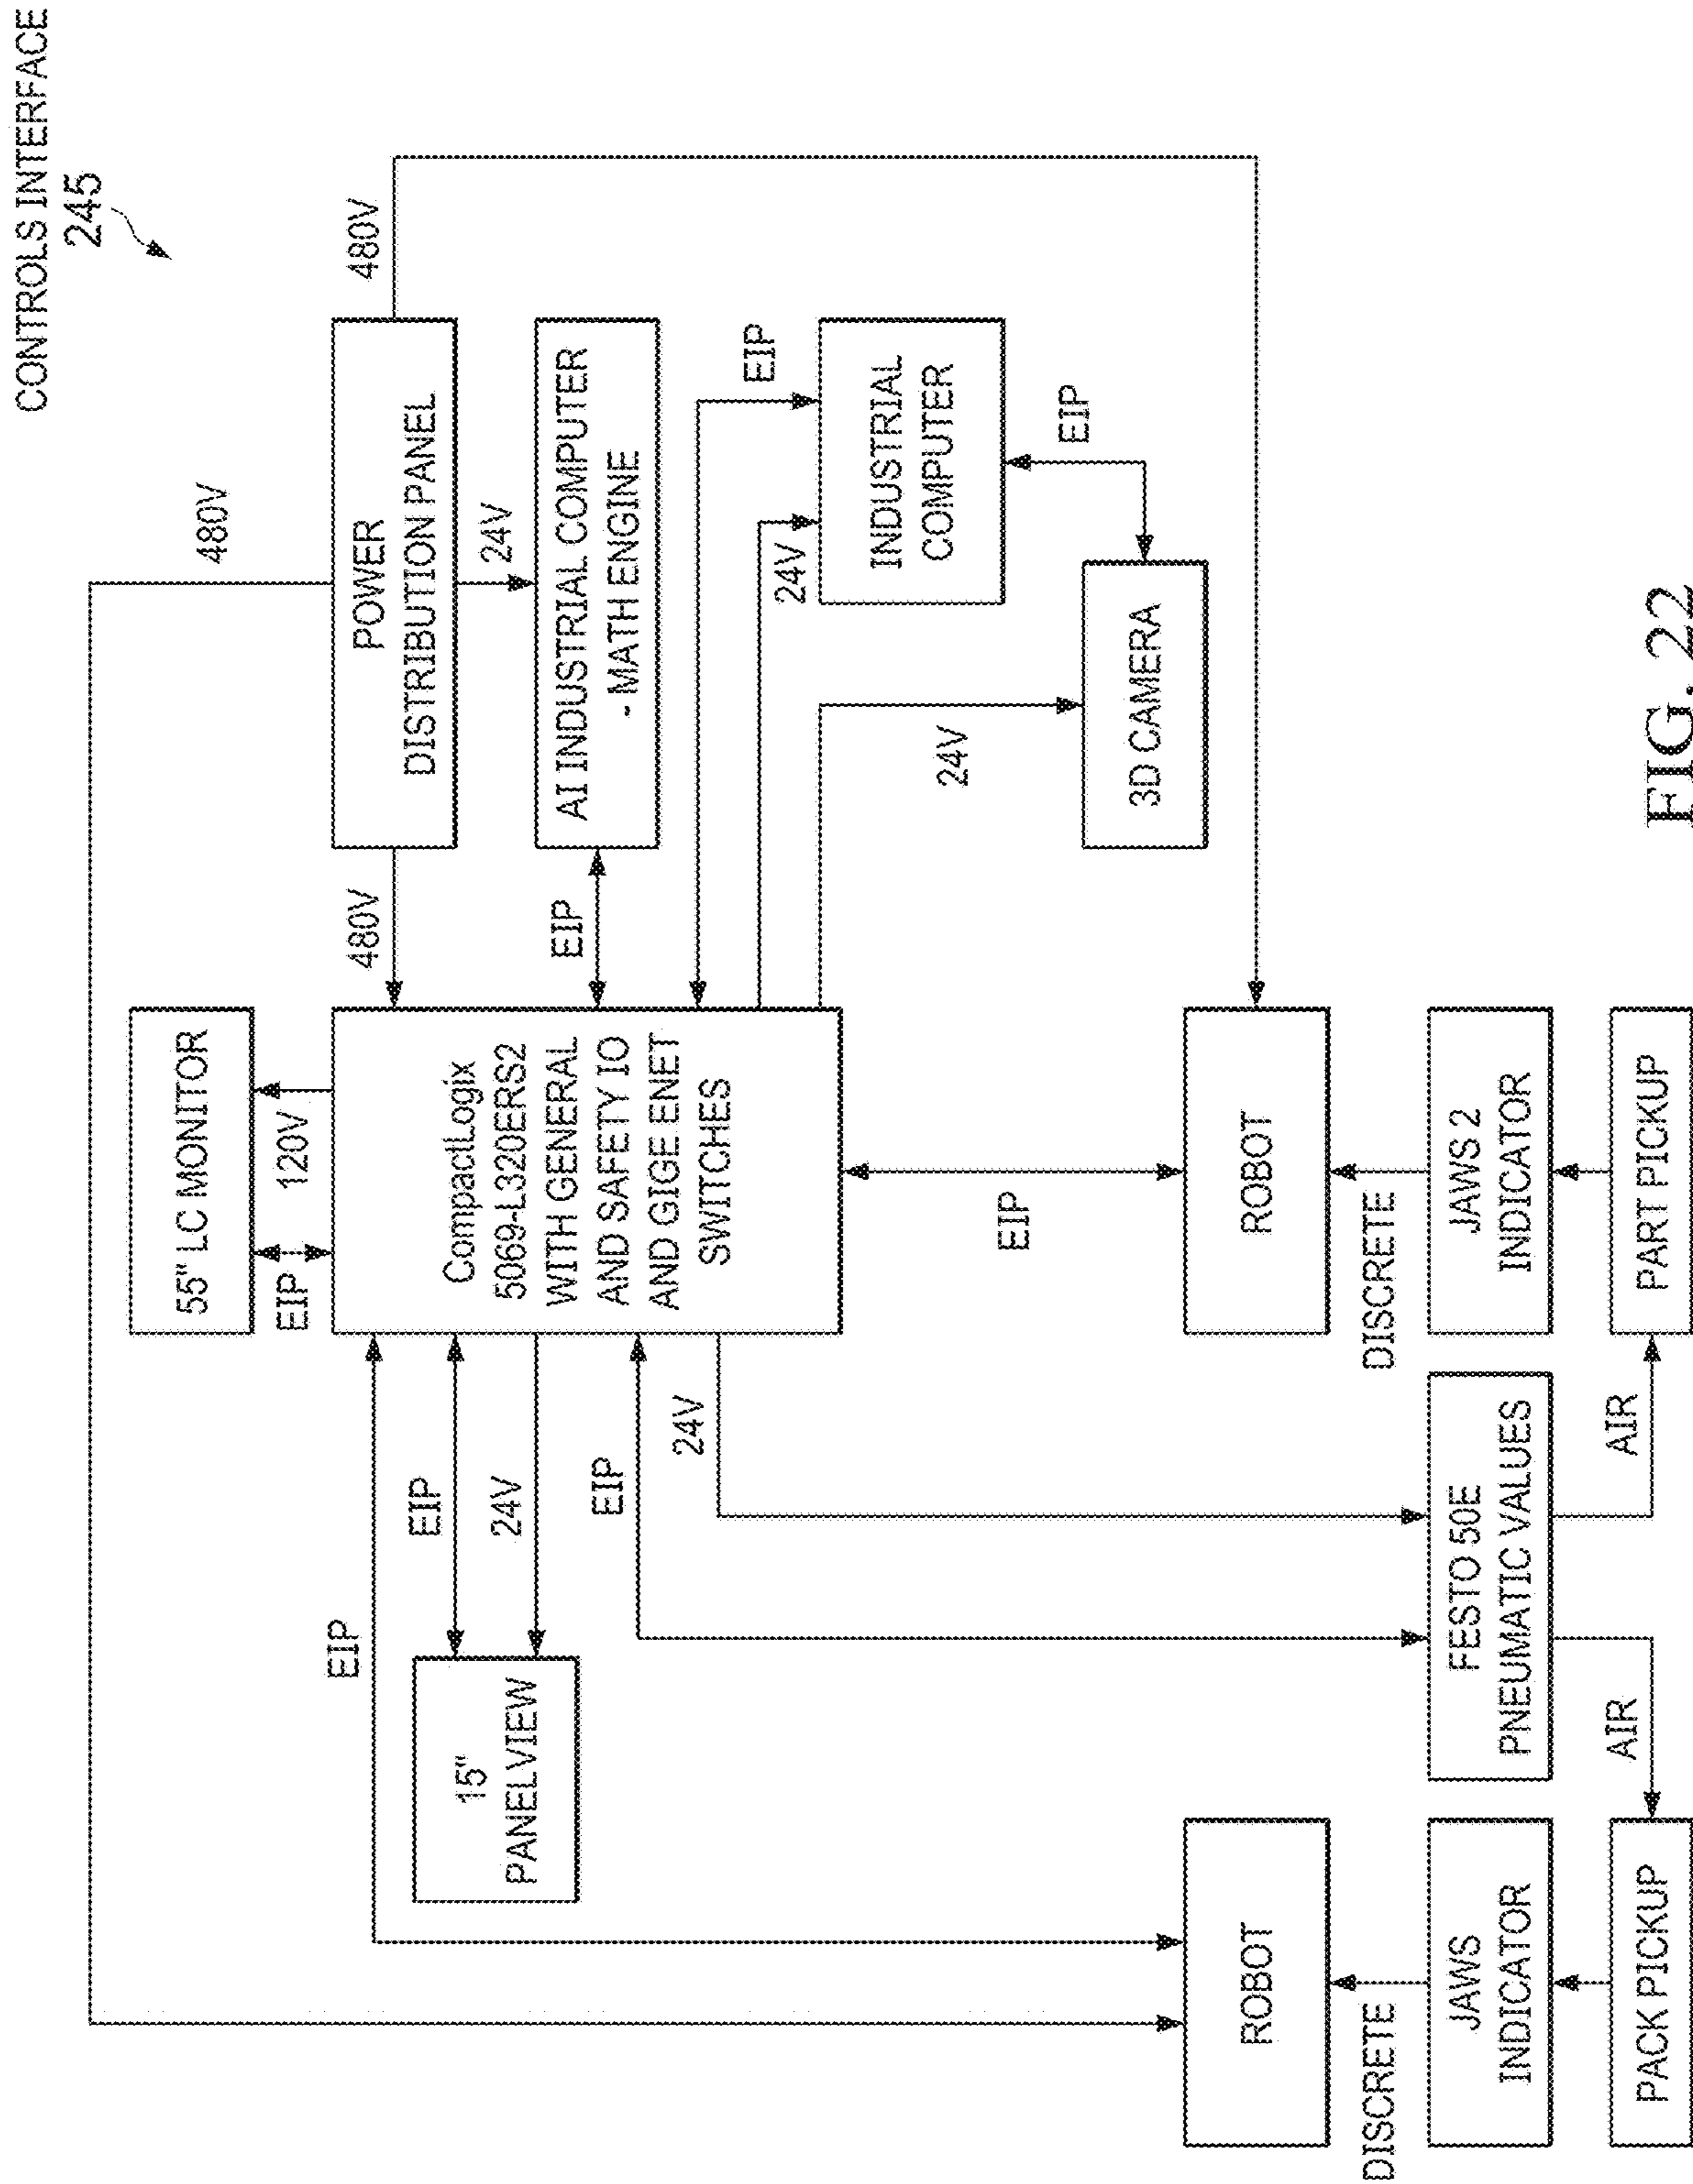 CONTROLS INTERFACE
245
480V
480V
480V
POWER
DISTRIBUTION PANEL
24V
AI INDUSTRIAL COMPUTER
- MATH ENGINE
EIP
55" LC MONITOR
EIP
120V
CompactLogix
5069-L320ERS2
WITH GENERAL
AND SAFETY IO
AND GIGE ENET
SWITCHES
EIP
24V
INDUSTRIAL
COMPUTER
EIP
24V
3D CAMERA
EIP
EIP
24V
15"
PANELVIEW
EIP
24V
EIP
ROBOT
ROBOT
DISCRETE
DISCRETE
JAWS
INDICATOR
FESTO 50E
PNEUMATIC VALUES
JAWS 2
INDICATOR
AIR
AIR
PACK PICKUP
PART PICKUP
FIG. 22